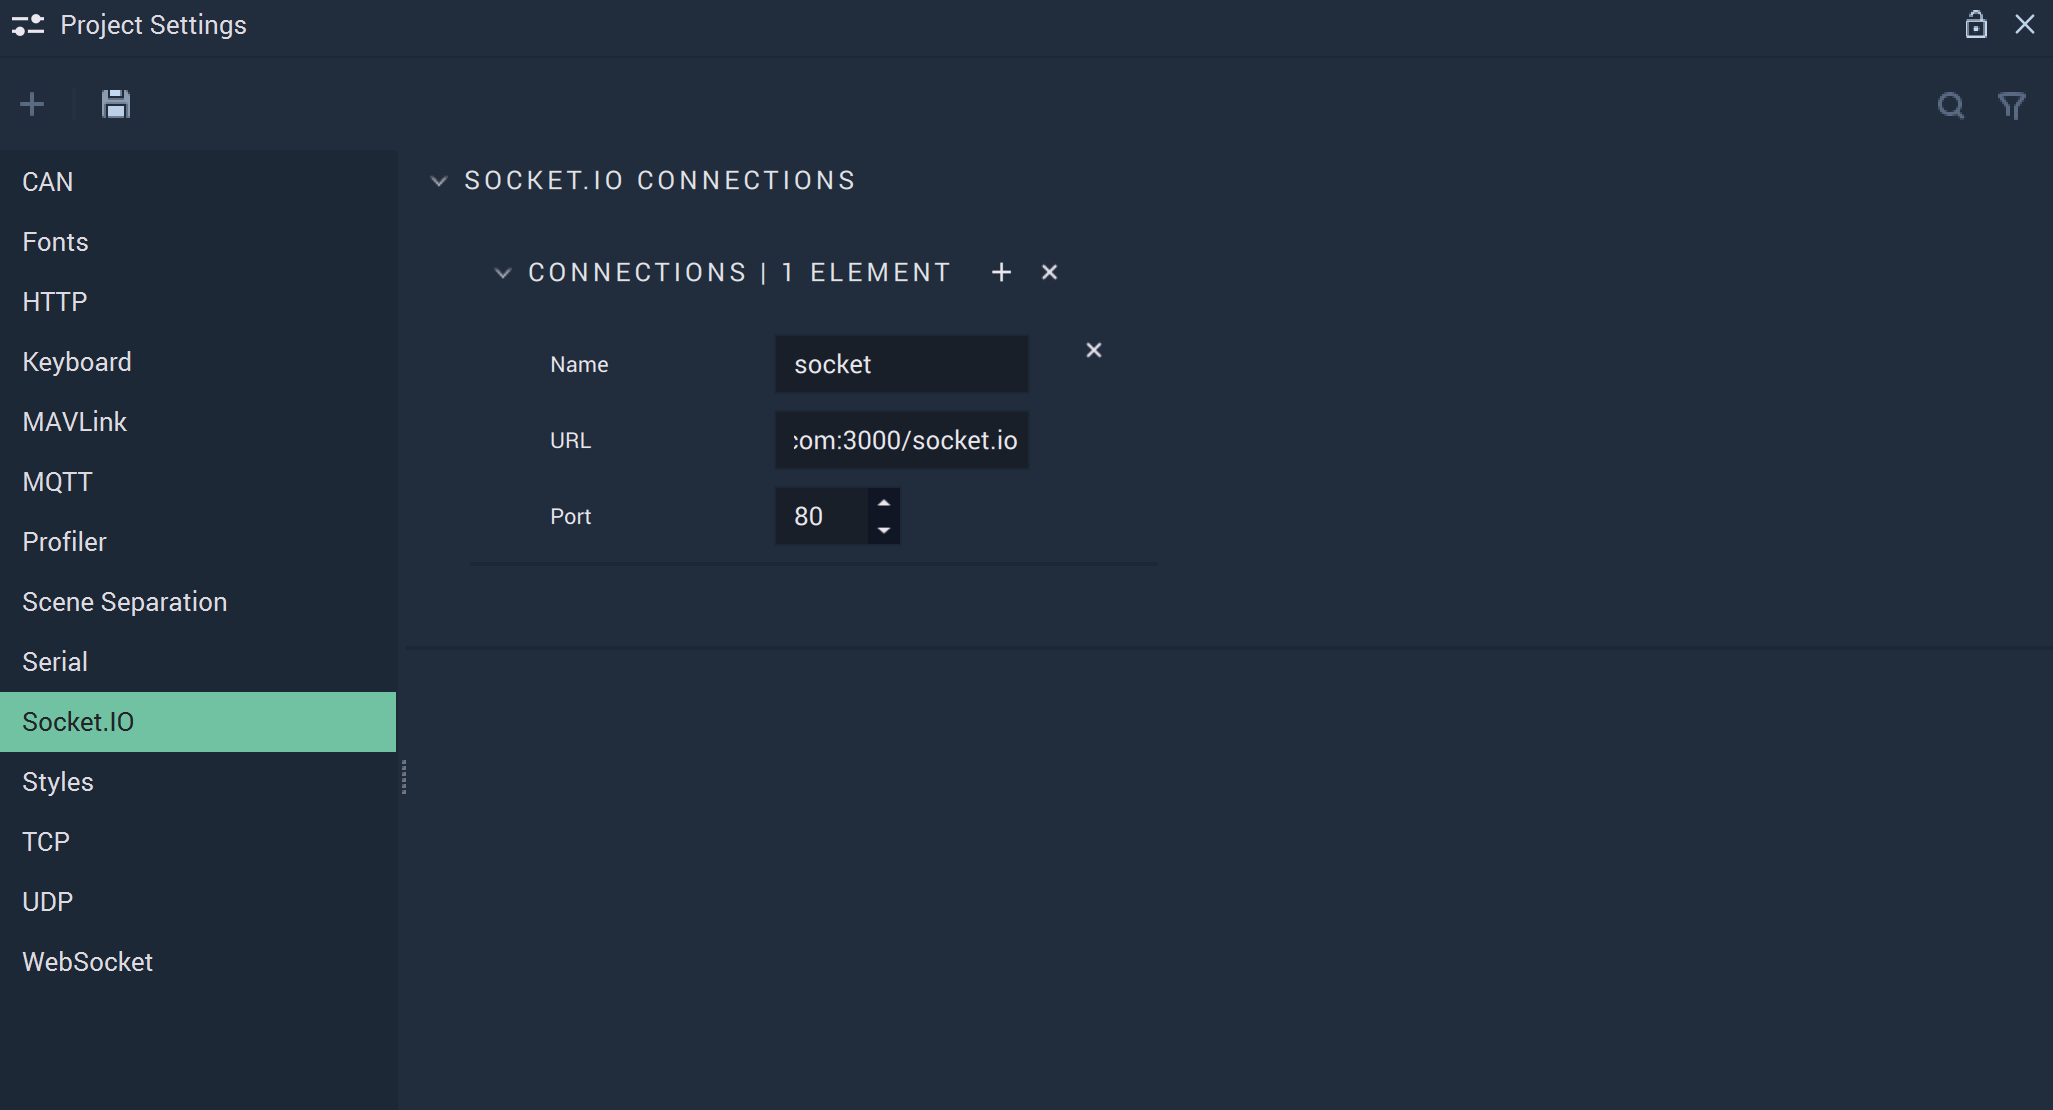 Project Settings
CAN
Fonts
HTTP
Keyboard
MAVLink
MQTT
Profiler
Scene Separation
Serial
Socket.IO
Styles
TCP
UDP
WebSocket
SOCKET.IO CONNECTIONS
CONNECTIONS | 1 ELEMENT
Name socket
URL com:3000/socket.io
Port 80